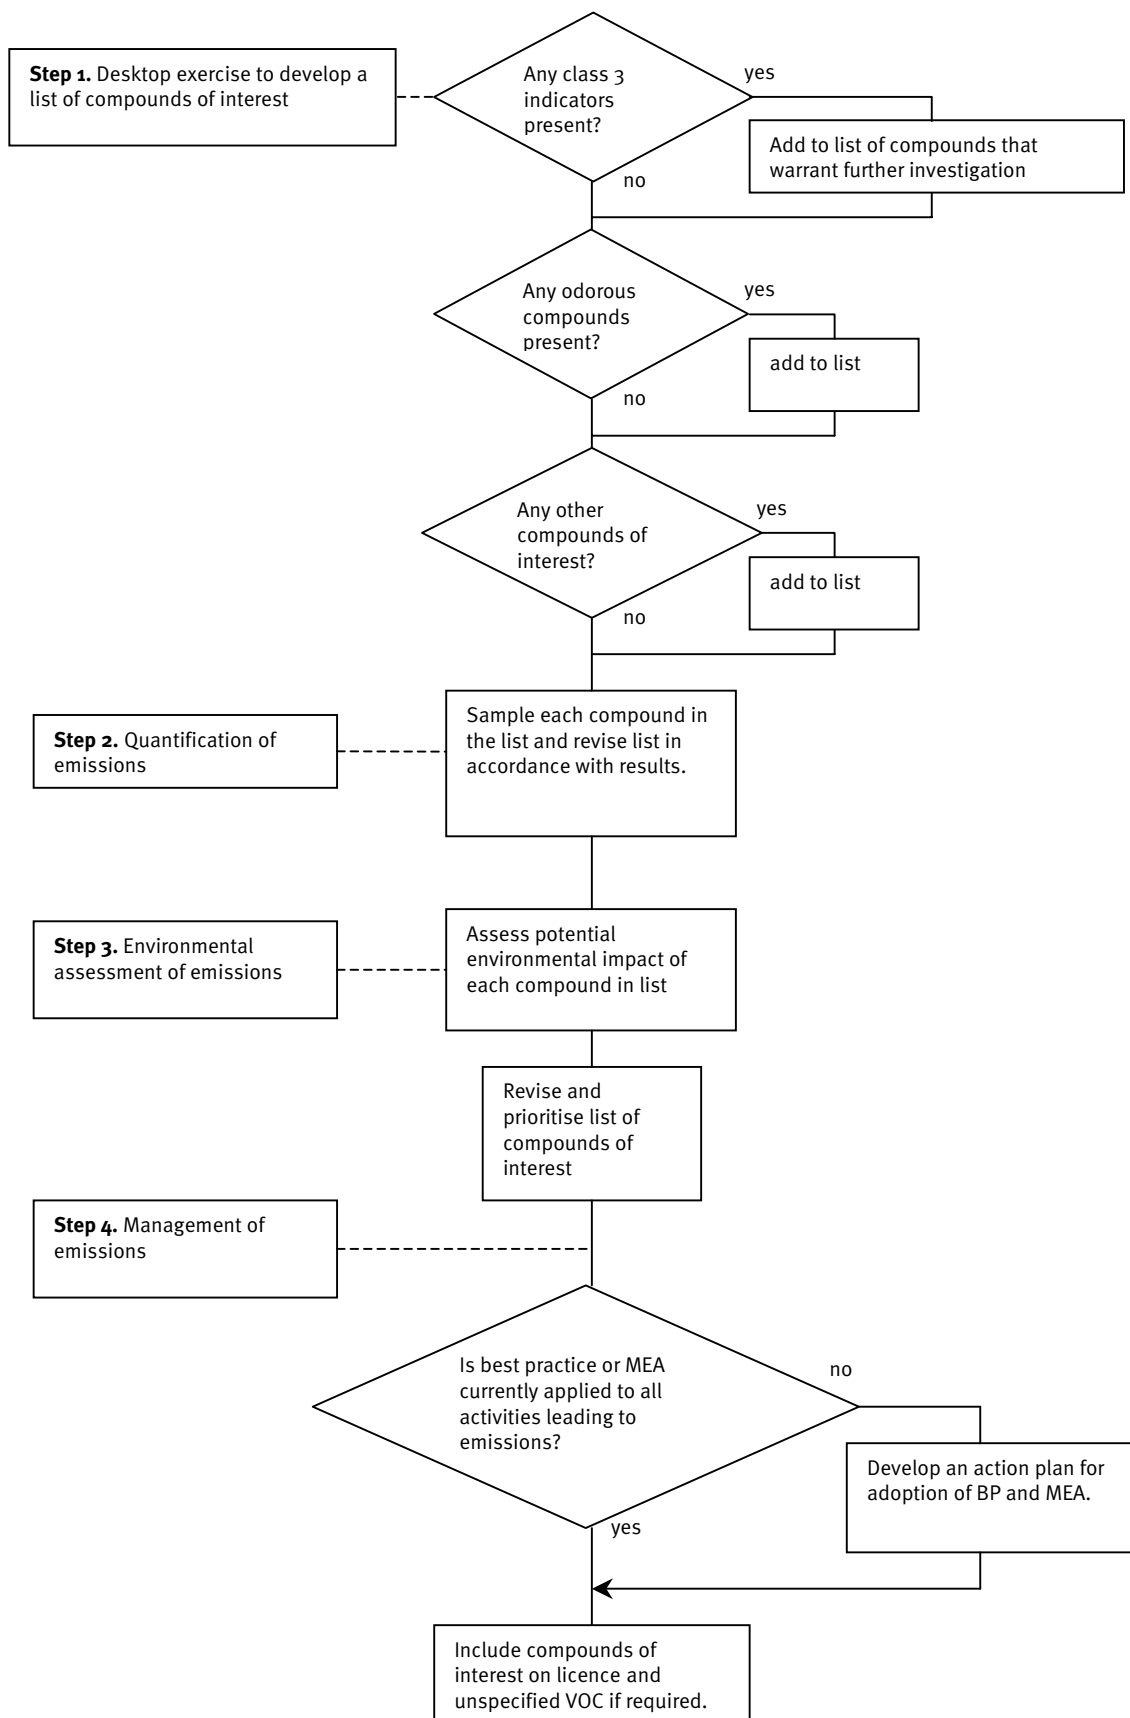 Step 1. Desktop exercise to develop a
list of compounds of interest
Any class 3
indicators
present?
yes
Add to list of compounds that
warrant further investigation
no
Any odorous
compounds
present?
yes
add to list
no
Any other
compounds of
interest?
yes
add to list
no
Step 2. Quantification of
emissions
Sample each compound in
the list and revise list in
accordance with results.
Step 3. Environmental
assessment of emissions
Assess potential
environmental impact of
each compound in list
Revise and
prioritise list of
compounds of
interest
Step 4. Management of
emissions
Is best practice or MEA
currently applied to all
activities leading to
emissions?
no
Develop an action plan for
adoption of BP and MEA.
yes
Include compounds of
interest on licence and
unspecified VOC if required.